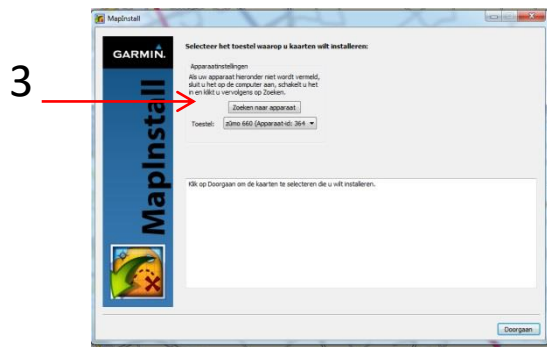 MapInstall
GARMIN.
MapInstall
Selecteer het toestel waarop u kaarten wilt installeren:
Apparaatinstellingen
Als uw apparaat hieronder niet wordt vermeld,
sluit u het op de computer aan, schakelt u het
in en klikt u vervolgens op Zoeken.
3
Zoeken naar apparaat
Toestel: zūmo 660 (Apparaat-id: 364
Klik op Doorgaan om de kaarten te selecteren die u wilt installeren.
Doorgaan